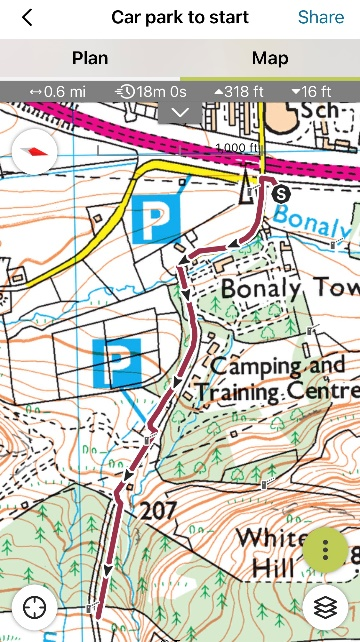 Car park to start
Share
Plan
Map
0.6 mi
18m 0s
318 ft
16 ft
Sch
1,000 ft
P
S
Bonaly
Bonaly Tow
P
Camping and
Training Centre
207
White
Hill